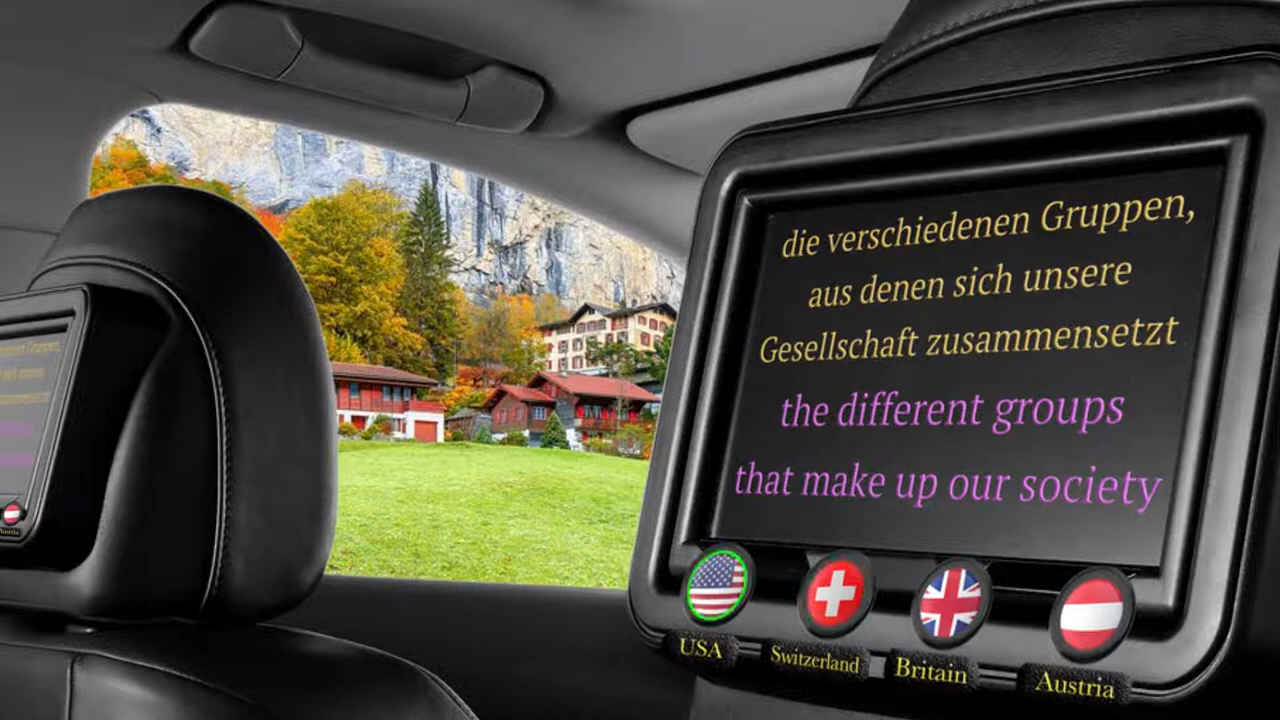 die verschiedenen Gruppen,
aus denen sich unsere
Gesellschaft zusammensetzt
the different groups
that make up our society
USA
Switzerland
Britain
Austria
Austria